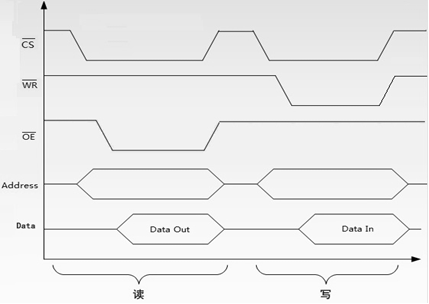 CS
WR
OE
Address
Data
Data Out
Data In
读
写